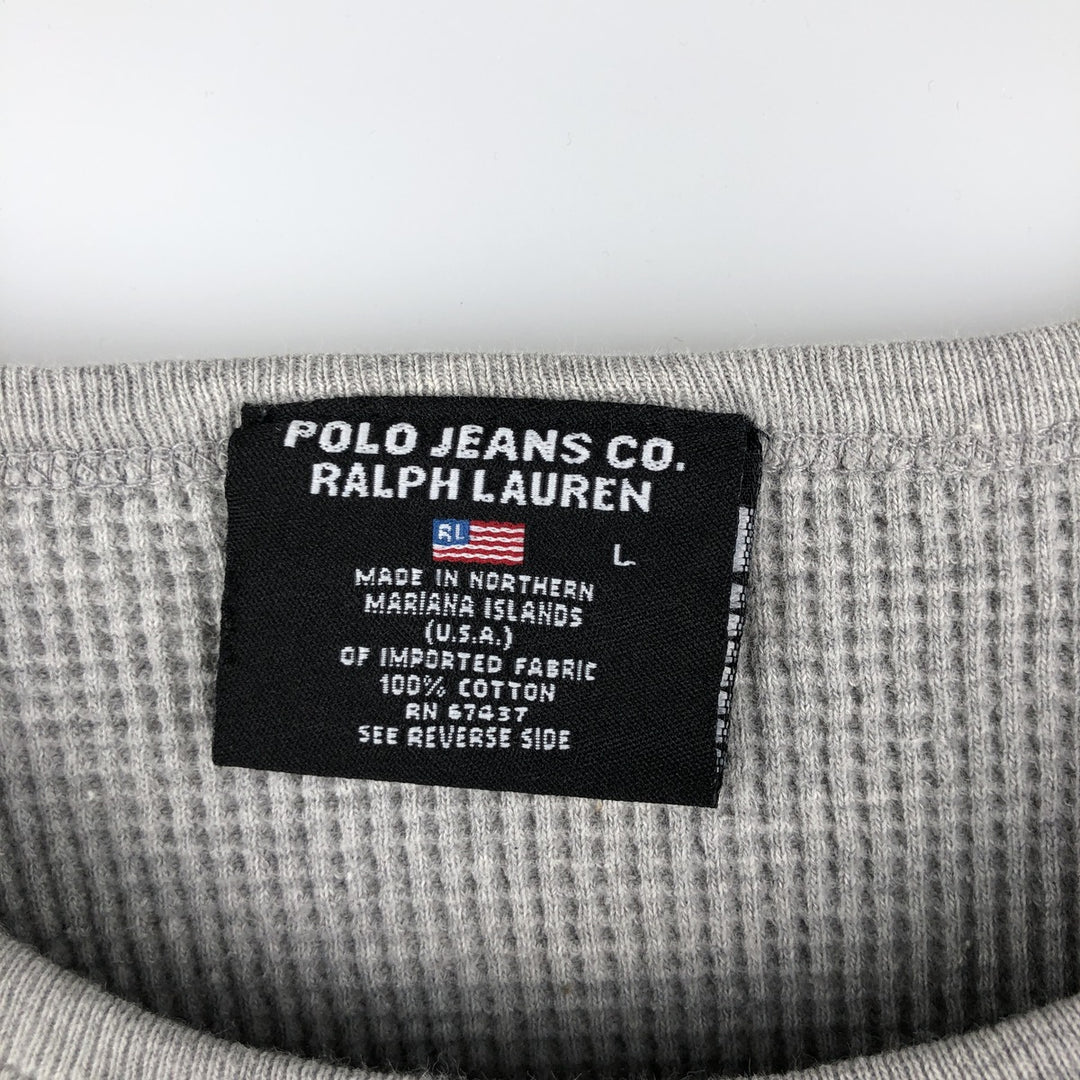 POLO JEANS CO.
RALPH LAUREN
RL
L
MADE IN NORTHERN
MARIANA ISLANDS
(U.S.A.)
OF IMPORTED FABRIC
100% COTTON
RN 67437
SEE REVERSE SIDE